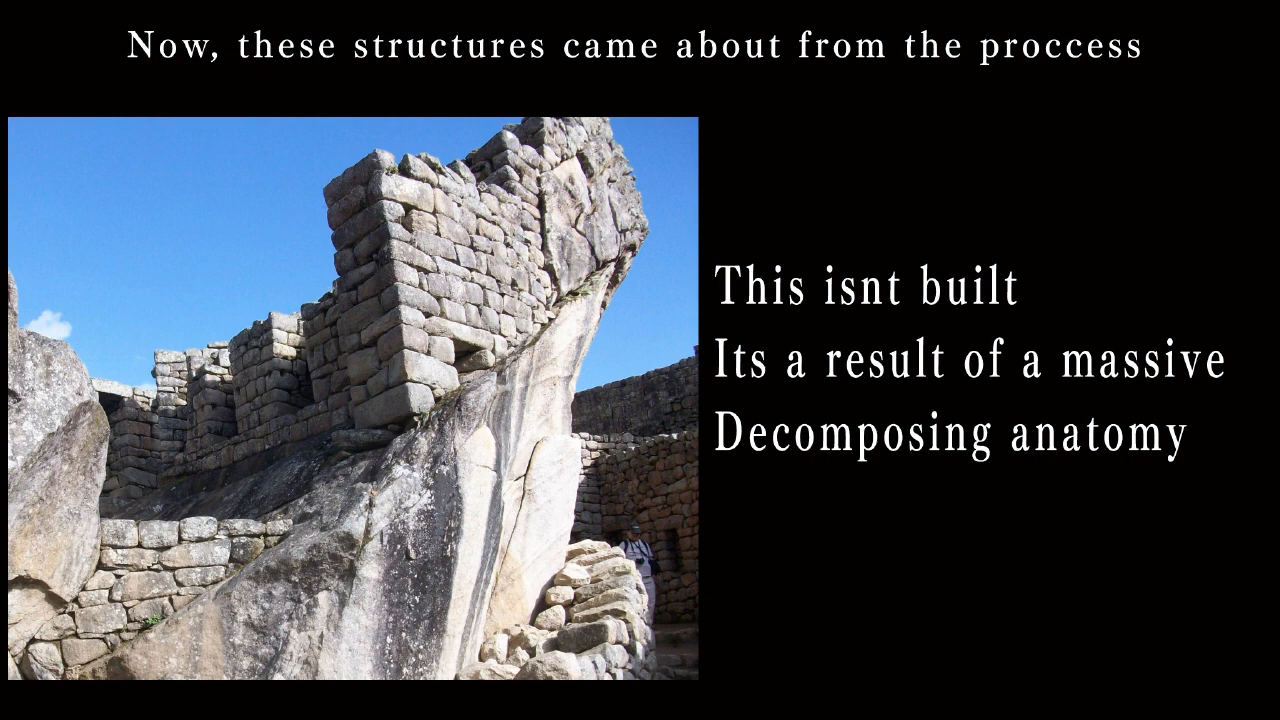 Now, these structures came about from the proccess
This isnt built
Its a result of a massive
Decomposing anatomy